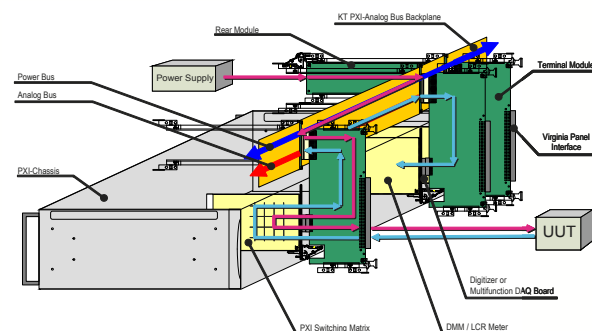 KT PXI-Analog Bus Backplane
Rear Module
Terminal Module
Power Supply
Power Bus
Analog Bus
Virginia Panel
Interface
PXI-Chassis
UUT
Digitizer or
Multifunction DAQ Board
PXI Switching Matrix
DMM / LCR Meter